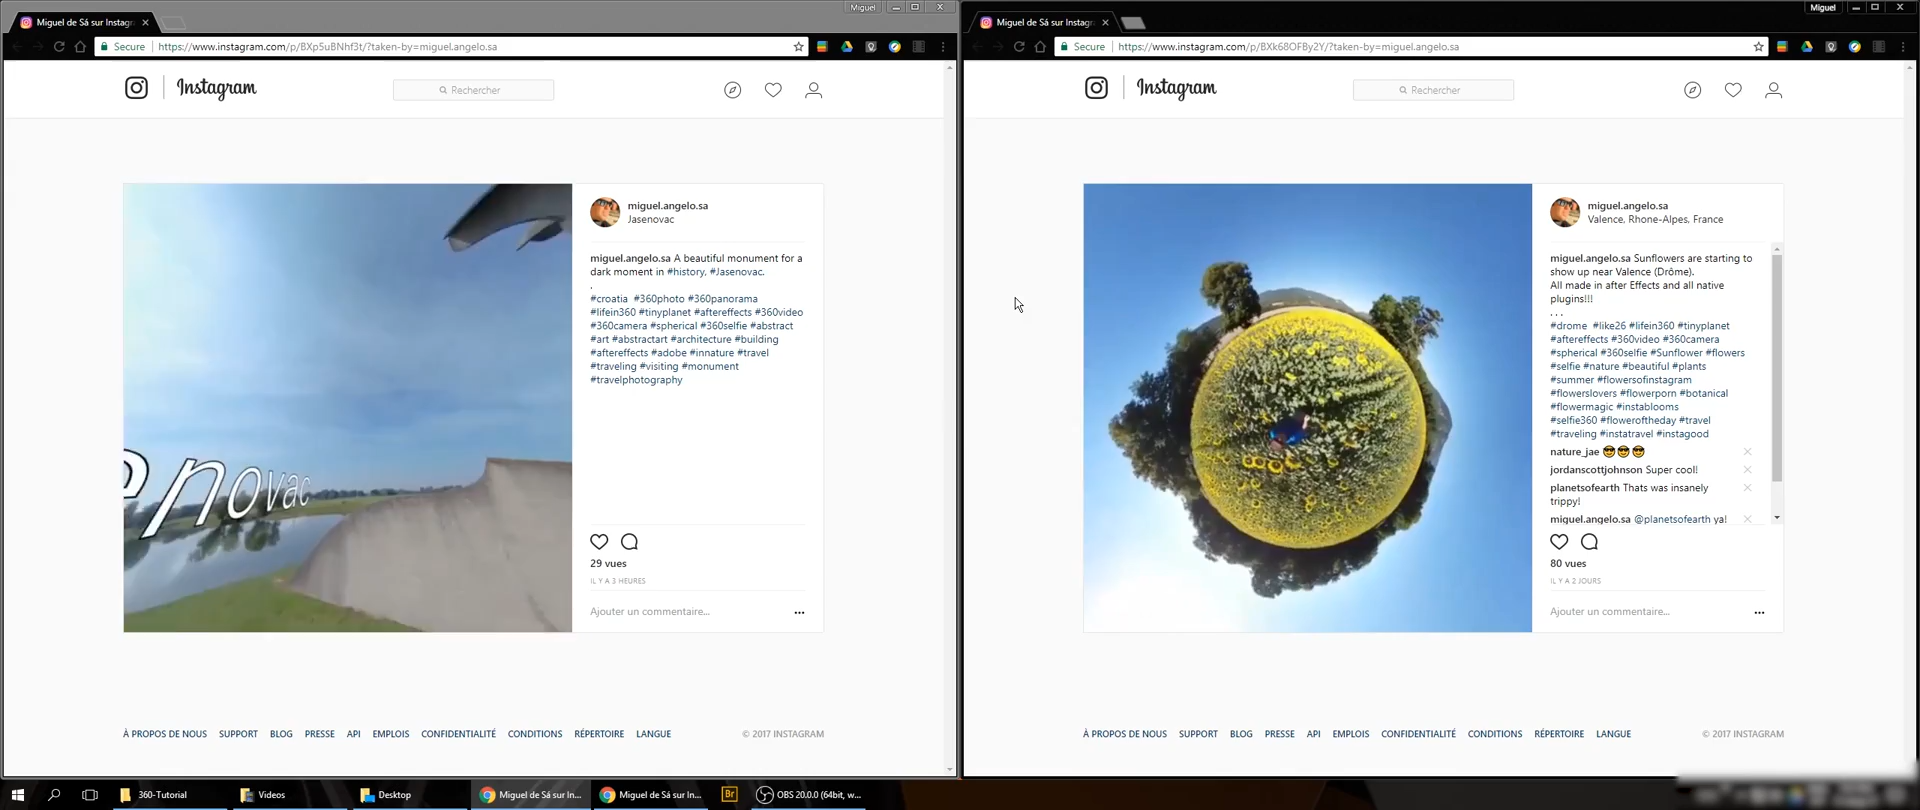 Miguel
Miguel de Sá sur Instagr
Secure https://www.instagram.com/p/BXp5uBNhf3t/?taken-by=miguel.angelo.sa
Instagram
Rechercher
enovac
miguel.angelo.sa
Jasenovac
miguel.angelo.sa A beautiful monument for a
dark moment in #history, #Jasenovac.
.
#croatia #360photo #360panorama
#lifein360 #tinyplanet #aftereffects #360video
#360camera #spherical #360selfie #abstract
#art #abstractart #architecture #building
#aftereffects #adobe #innature #travel
#traveling #visiting #monument
#travelphotography
29 vues
IL Y A 3 HEURES
Ajouter un commentaire...
À PROPOS DE NOUS SUPPORT BLOG PRESSE API EMPLOIS CONFIDENTIALITÉ CONDITIONS RÉPERTOIRE LANGUE © 2017 INSTAGRAM
Miguel
Miguel de Sá sur Instagr
Secure https://www.instagram.com/p/BXk68OFBy2Y/?taken-by=miguel.angelo.sa
Instagram
Rechercher
miguel.angelo.sa
Valence, Rhone-Alpes, France
miguel.angelo.sa Sunflowers are starting to
show up near Valence (Drôme).
All made in after Effects and all native
plugins!!!
. . .
#drome #like26 #lifein360 #tinyplanet
#aftereffects #360video #360camera
#spherical #360selfie #Sunflower #flowers
#selfie #nature #beautiful #plants
#summer #flowersofinstagram
#flowerslovers #flowerporn #botanical
#flowermagic #instablooms
#selfie360 #floweroftheday #travel
#traveling #instatravel #instagood
nature_jae 😎 😎 😎
jordanscottjohnson Super cool!
planetsofearth Thats was insanely
trippy!
miguel.angelo.sa @planetsofearth ya!
80 vues
IL Y A 2 JOURS
Ajouter un commentaire...
À PROPOS DE NOUS SUPPORT BLOG PRESSE API EMPLOIS CONFIDENTIALITÉ CONDITIONS RÉPERTOIRE LANGUE © 2017 INSTAGRAM
360-Tutorial Videos Desktop Miguel de Sá sur In... Miguel de Sá sur In... Br OBS 20.0.0 (64bit, w...